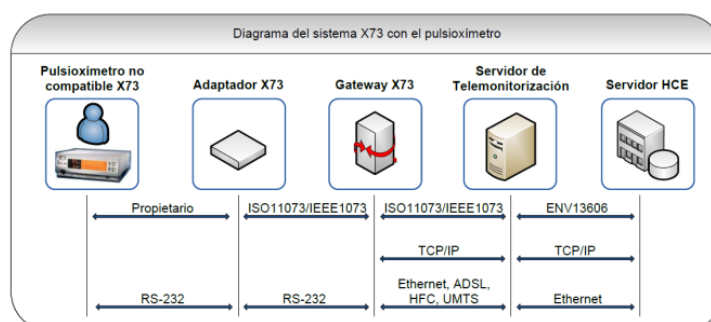 Diagrama del sistema X73 con el pulsioxímetro
Pulsioxímetro no
compatible X73
Adaptador X73
Gateway X73
Servidor de
Telemonitorización
Servidor HCE
Propietario
ISO11073/IEEE1073
ISO11073/IEEE1073
ENV13606
TCP/IP
TCP/IP
RS-232
RS-232
Ethernet, ADSL,
HFC, UMTS
Ethernet